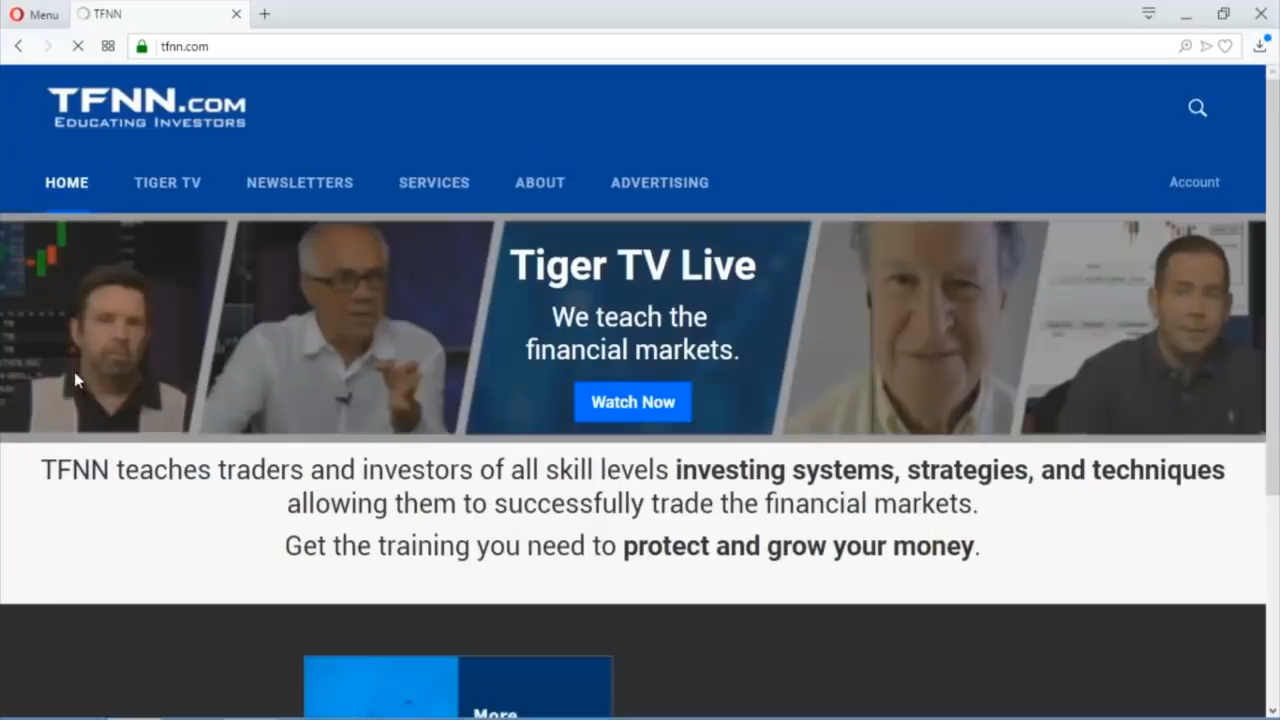 Menu
TFNN
tfnn.com
TFNN.COM
EDUCATING INVESTORS
HOME
TIGER TV
NEWSLETTERS
SERVICES
ABOUT
ADVERTISING
Account
Tiger TV Live
We teach the
financial markets.
Watch Now
TFNN teaches traders and investors of all skill levels investing systems, strategies, and techniques
allowing them to successfully trade the financial markets.
Get the training you need to protect and grow your money.
More